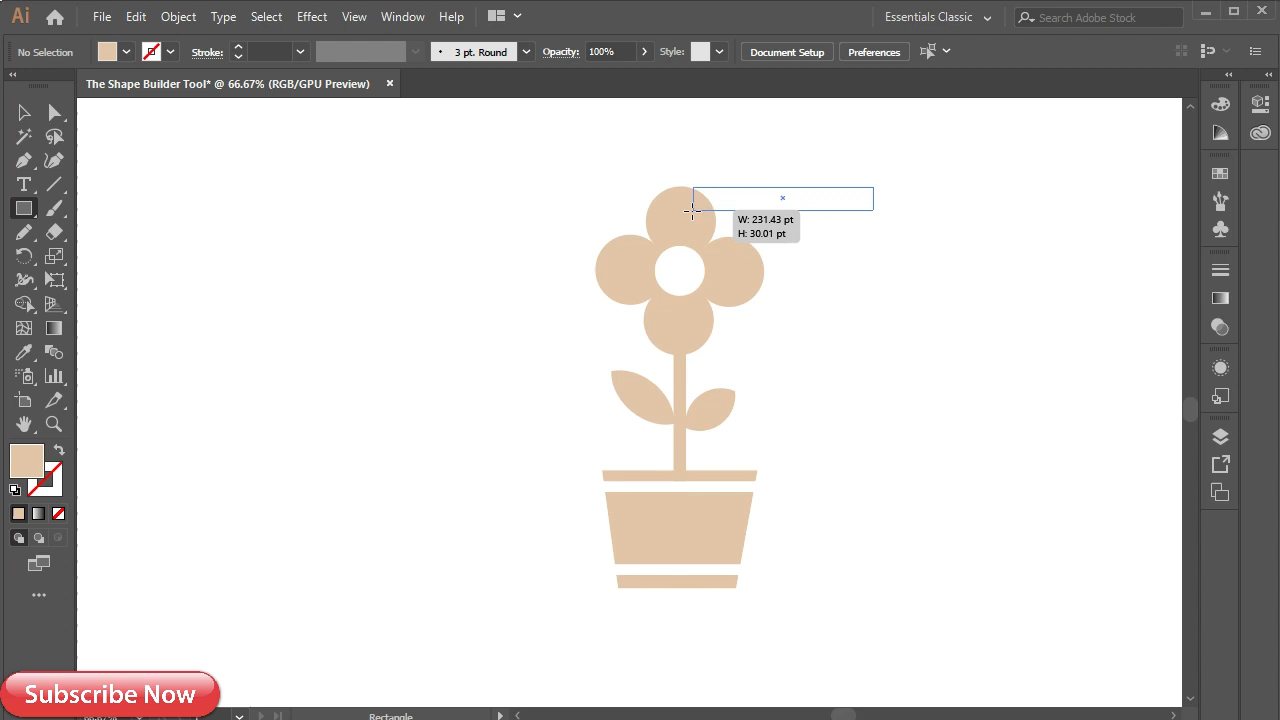 Ai
File Edit Object Type Select Effect View Window Help
Essentials Classic
Search Adobe Stock
No Selection
Stroke:
3 pt. Round
Opacity:
100%
Style:
Document Setup
Preferences
The Shape Builder Tool* @ 66.67% (RGB/GPU Preview)
W: 231.43 pt
H: 30.01 pt
Subscribe Now
Rectangle